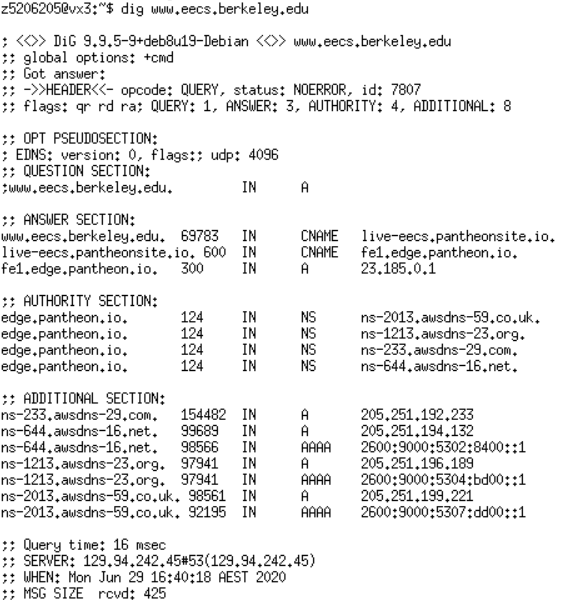 z5206205@vx3:~$ dig www.eecs.berkeley.edu
; <<>> DiG 9.9.5-9+deb8u19-Debian <<>> www.eecs.berkeley.edu
;; global options: +cmd
;; Got answer:
;; ->>HEADER<<- opcode: QUERY, status: NOERROR, id: 7807
;; flags: qr rd ra; QUERY: 1, ANSWER: 3, AUTHORITY: 4, ADDITIONAL: 8
;; OPT PSEUDOSECTION:
; EDNS: version: 0, flags:; udp: 4096
;; QUESTION SECTION:
;www.eecs.berkeley.edu. IN A
;; ANSWER SECTION:
www.eecs.berkeley.edu. 69783 IN CNAME live-eecs.pantheonsite.io.
live-eecs.pantheonsite.io. 600 IN CNAME fe1.edge.pantheon.io.
fe1.edge.pantheon.io. 300 IN A 23.185.0.1
;; AUTHORITY SECTION:
edge.pantheon.io. 124 IN NS ns-2013.awsdns-59.co.uk.
edge.pantheon.io. 124 IN NS ns-1213.awsdns-23.org.
edge.pantheon.io. 124 IN NS ns-233.awsdns-29.com.
edge.pantheon.io. 124 IN NS ns-644.awsdns-16.net.
;; ADDITIONAL SECTION:
ns-233.awsdns-29.com. 154482 IN A 205.251.192.233
ns-644.awsdns-16.net. 99689 IN A 205.251.194.132
ns-644.awsdns-16.net. 98566 IN AAAA 2600:9000:5302:8400::1
ns-1213.awsdns-23.org. 97941 IN A 205.251.196.189
ns-1213.awsdns-23.org. 97941 IN AAAA 2600:9000:5304:bd00::1
ns-2013.awsdns-59.co.uk. 98561 IN A 205.251.199.221
ns-2013.awsdns-59.co.uk. 92195 IN AAAA 2600:9000:5307:dd00::1
;; Query time: 16 msec
;; SERVER: 129.94.242.45#53(129.94.242.45)
;; WHEN: Mon Jun 29 16:40:18 AEST 2020
;; MSG SIZE rcvd: 425